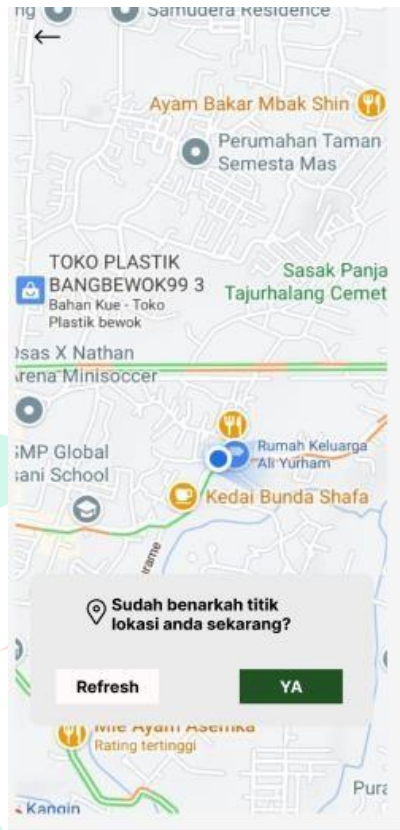 ng
Samudera Residence
Ayam Bakar Mbak Shin
Perumahan Taman
Semesta Mas
TOKO PLASTIK
BANGBEWOK99 3
Bahan Kue - Toko
Plastik bewok
Sasak Panja
Tajurhalang Cemet
Osas X Nathan
Arena Minisoccer
SMP Global
sani School
Rumah Keluarga
Ali Yurham
Kedai Bunda Shafa
rame
Sudah benarkah titik
lokasi anda sekarang?
Refresh
YA
Mie Ayam Asemka
Rating tertinggi
Pura
Kangin